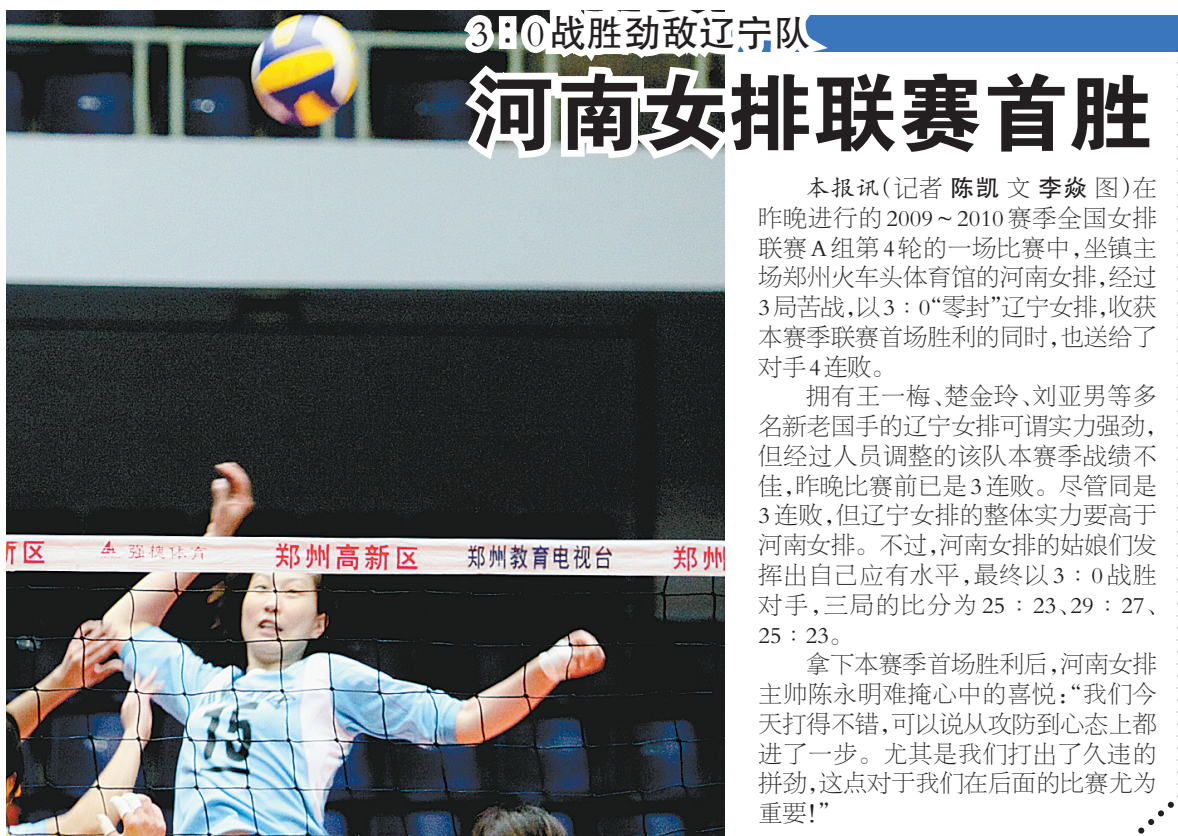 3∶0战胜劲敌辽宁队
河南女排联赛首胜
本报讯(记者 陈凯 文 李焱 图)在
昨晚进行的2009~2010赛季全国女排
联赛A组第4轮的一场比赛中,坐镇主
场郑州火车头体育馆的河南女排,经过
3局苦战,以3∶0“零封”辽宁女排,收获
本赛季联赛首场胜利的同时,也送给了
对手4连败。
拥有王一梅、楚金玲、刘亚男等多
名新老国手的辽宁女排可谓实力强劲,
但经过人员调整的该队本赛季战绩不
佳,昨晚比赛前已是3连败。尽管同是
3连败,但辽宁女排的整体实力要高于
河南女排。不过,河南女排的姑娘们发
挥出自己应有水平,最终以3∶0战胜
对手,三局的比分为25∶23、29∶27、
25∶23。
拿下本赛季首场胜利后,河南女排
主帅陈永明难掩心中的喜悦:“我们今
天打得不错,可以说从攻防到心态上都
进了一步。尤其是我们打出了久违的
拼劲,这点对于我们在后面的比赛尤为
重要!”
新区 郑州高新区 郑州教育电视台 郑州
15